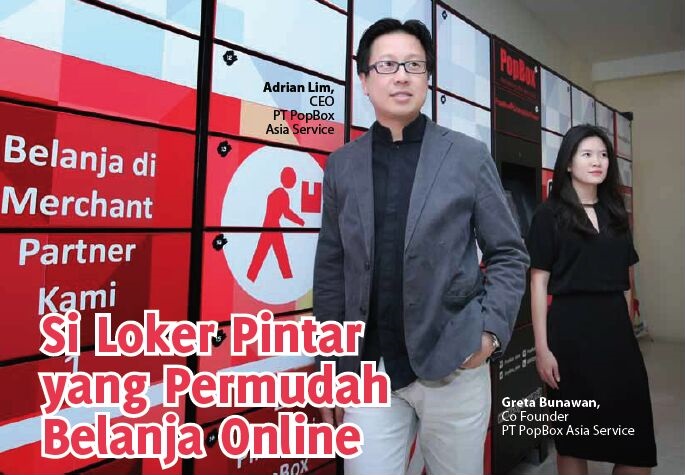 Adrian Lim,
CEO
PT PopBox
Asia Service
PopBox
Belanja di
Merchant
Partner
Kami
Si Loker Pintar
yang Permudah
Belanja Online
PopBox
Greta Bunawan,
Co Founder
PT PopBox Asia Service